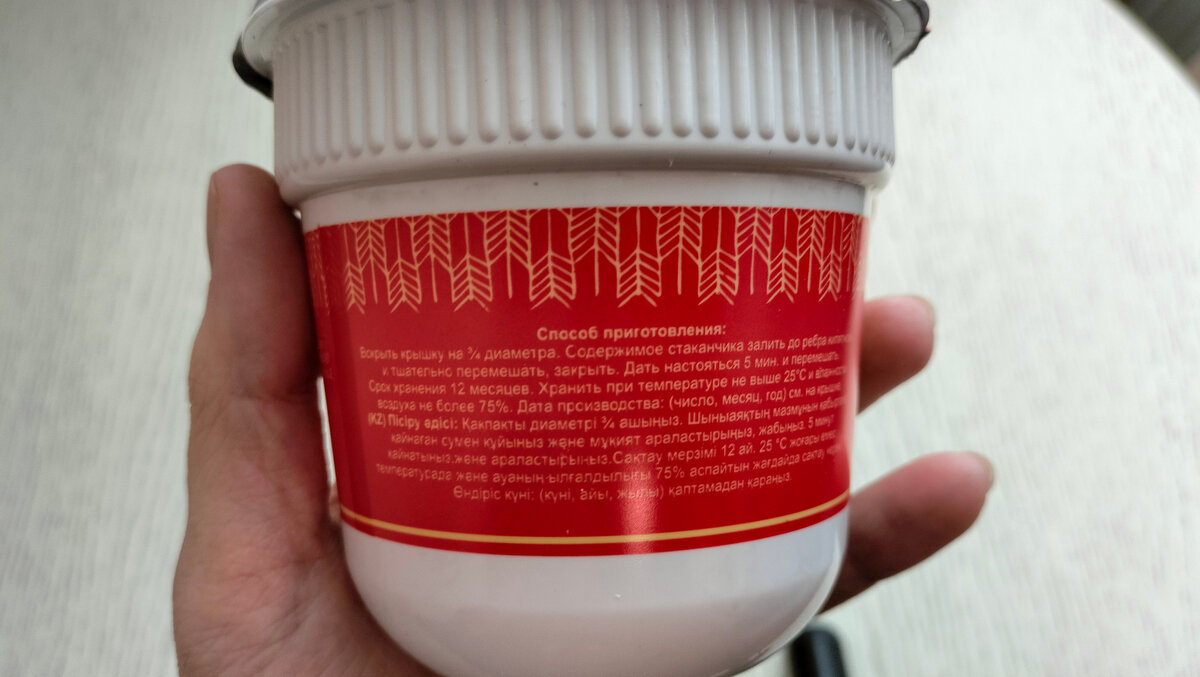 Способ приготовления:
Вскрыть крышку на ¾ диаметра. Содержимое стаканчика залить до ребра
и тшательно перемешать, закрыть. Дать настояться 5 мин. и перемешать.
Срок хранения 12 месяцев. Хранить при температуре не выше 25°С и
воздуха не более 75%. Дата прсизводства: (число, месяц, год) см. на крышке
(KZ) Пісіру әдісі: Қақпақты диаметрі ¾ ашыңыз. Шыныаяқтың мазмұнын
қайнаған сумен құйыңыз және мұқият араластырыңыз, жабыңыз. 5 минут
қайнатыңыз.және араластырыңыз.Сақтау мерзімі 12 ай. 25 °С жоғары емес
температурада және ауаның ылғалдылығы 75% аспайтын жағдайда сақтау
Өндіріс күні: (күні, айы, жылы) қаптамадан қараңыз.